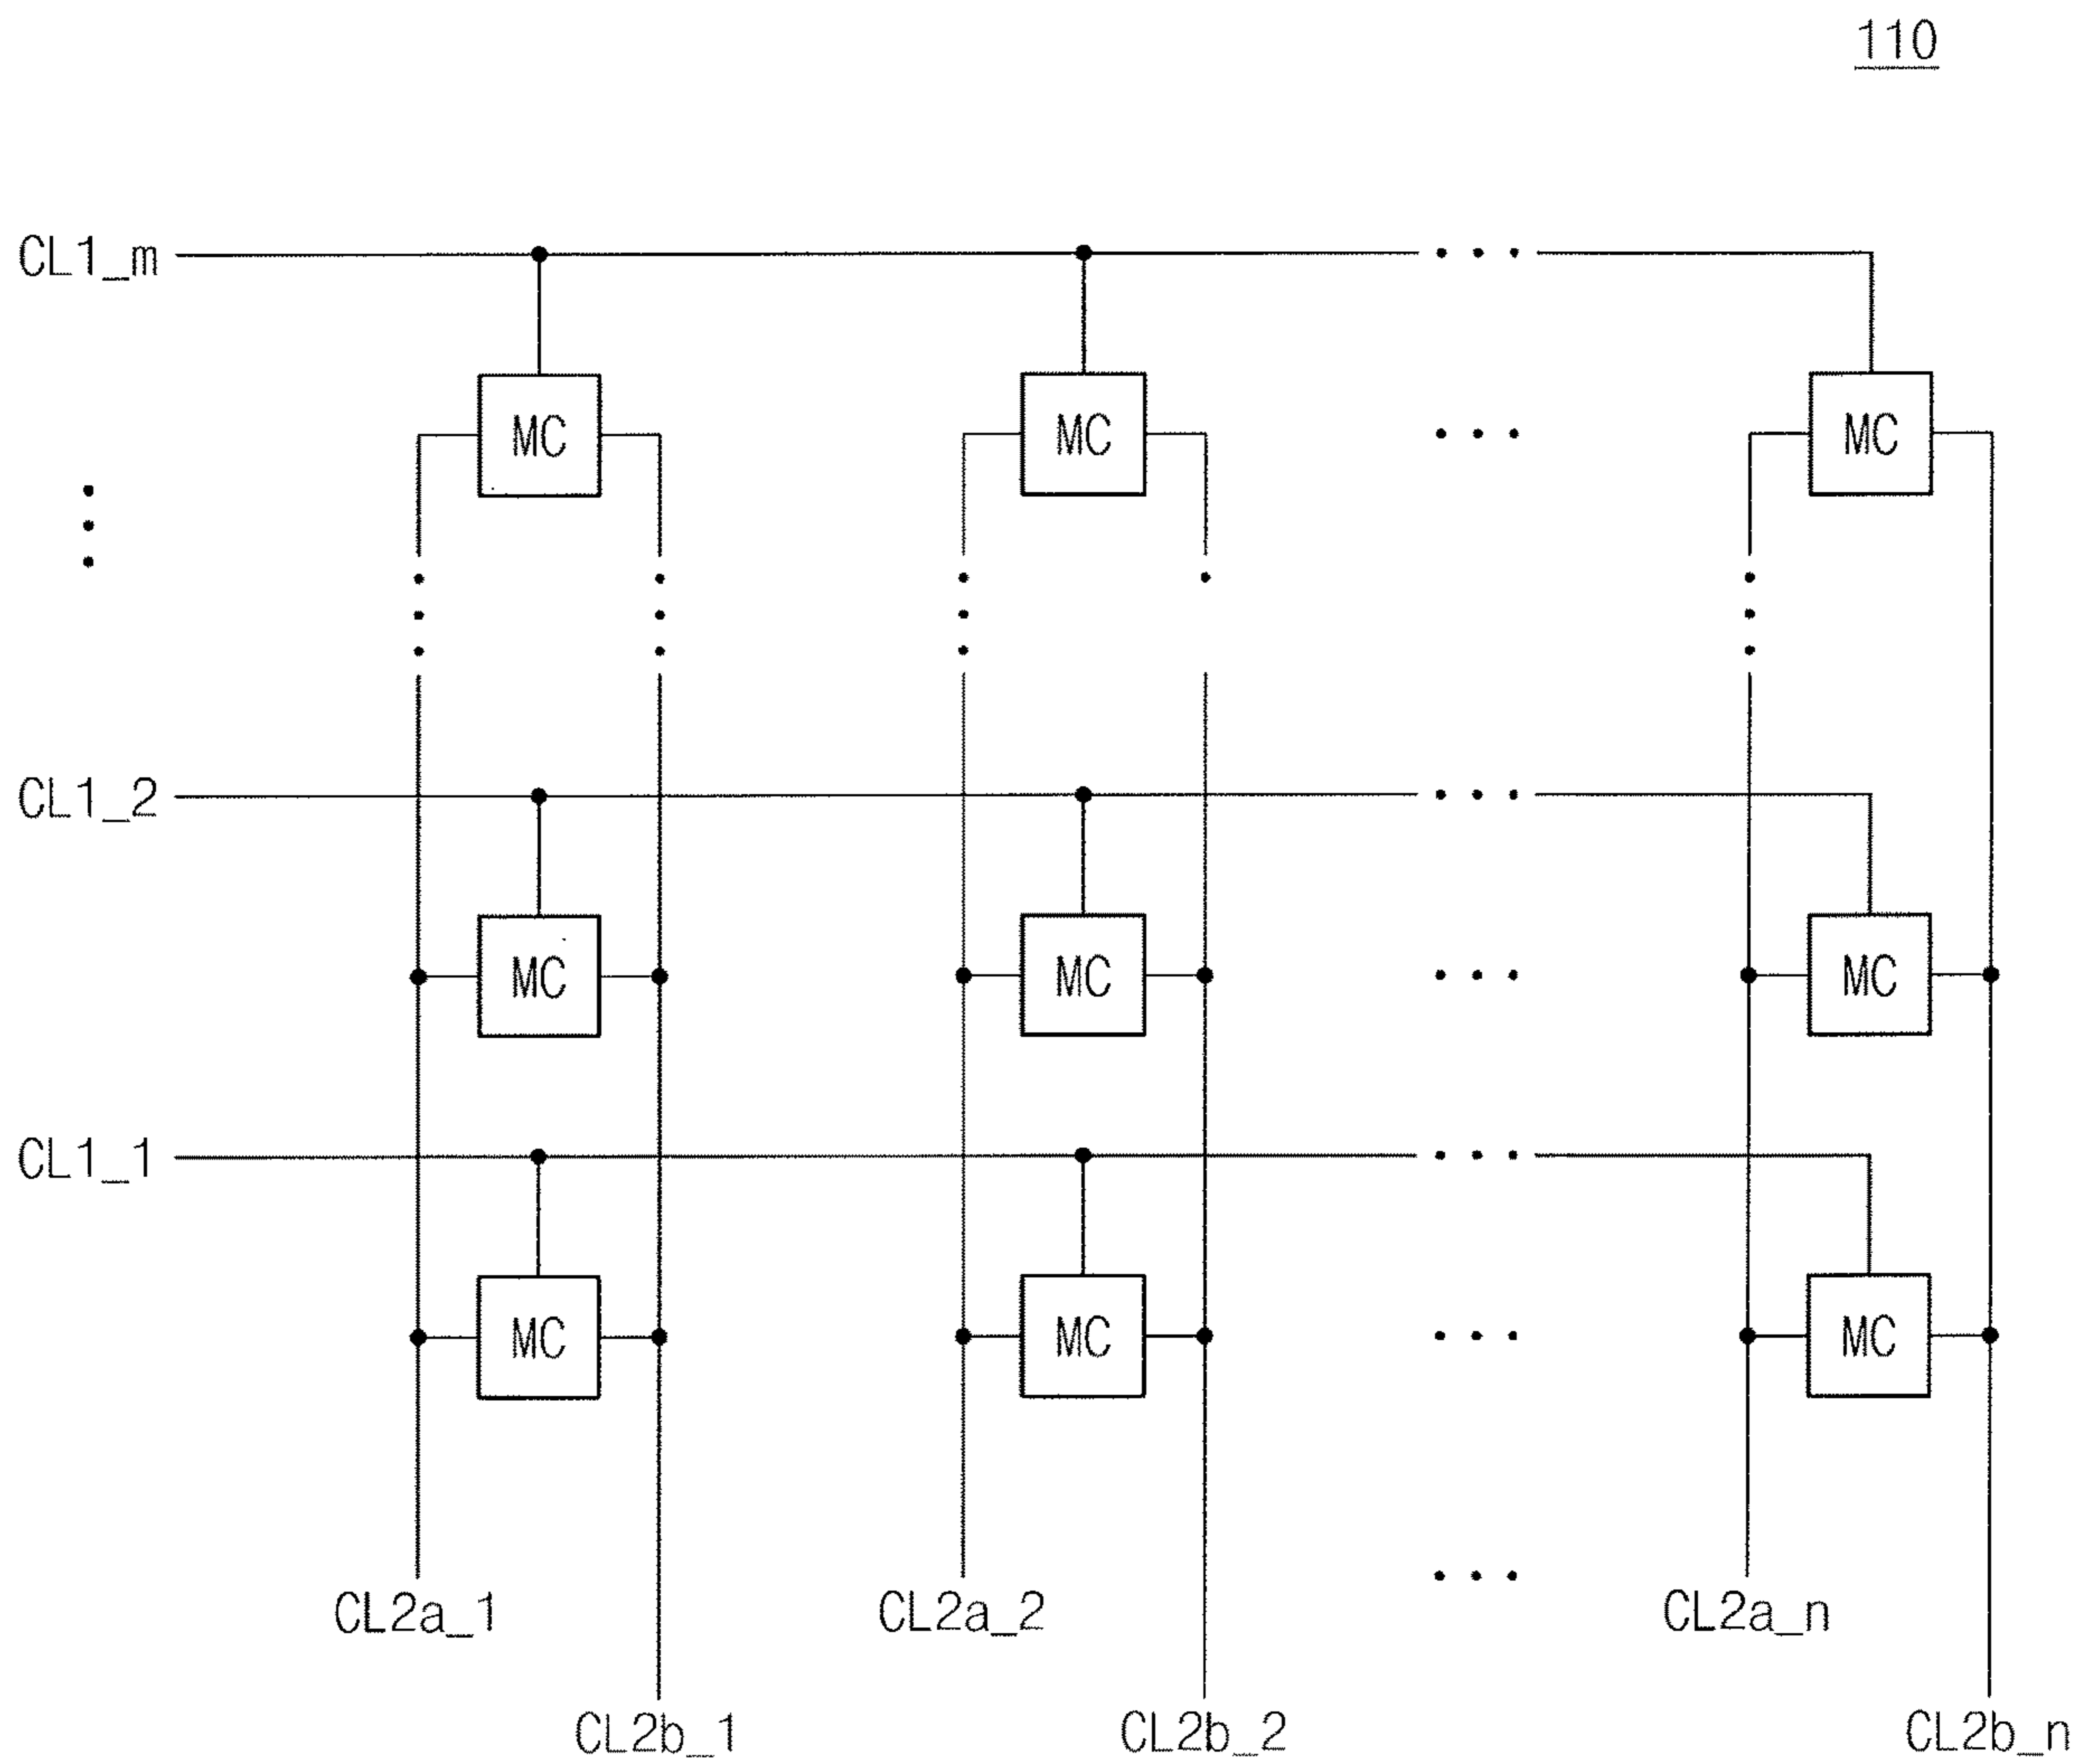 110
CL1_m
MC MC MC
CL1_2
MC MC MC
CL1_1
MC MC MC
CL2a_1 CL2a_2 CL2a_n
CL2b_1 CL2b_2 CL2b_n